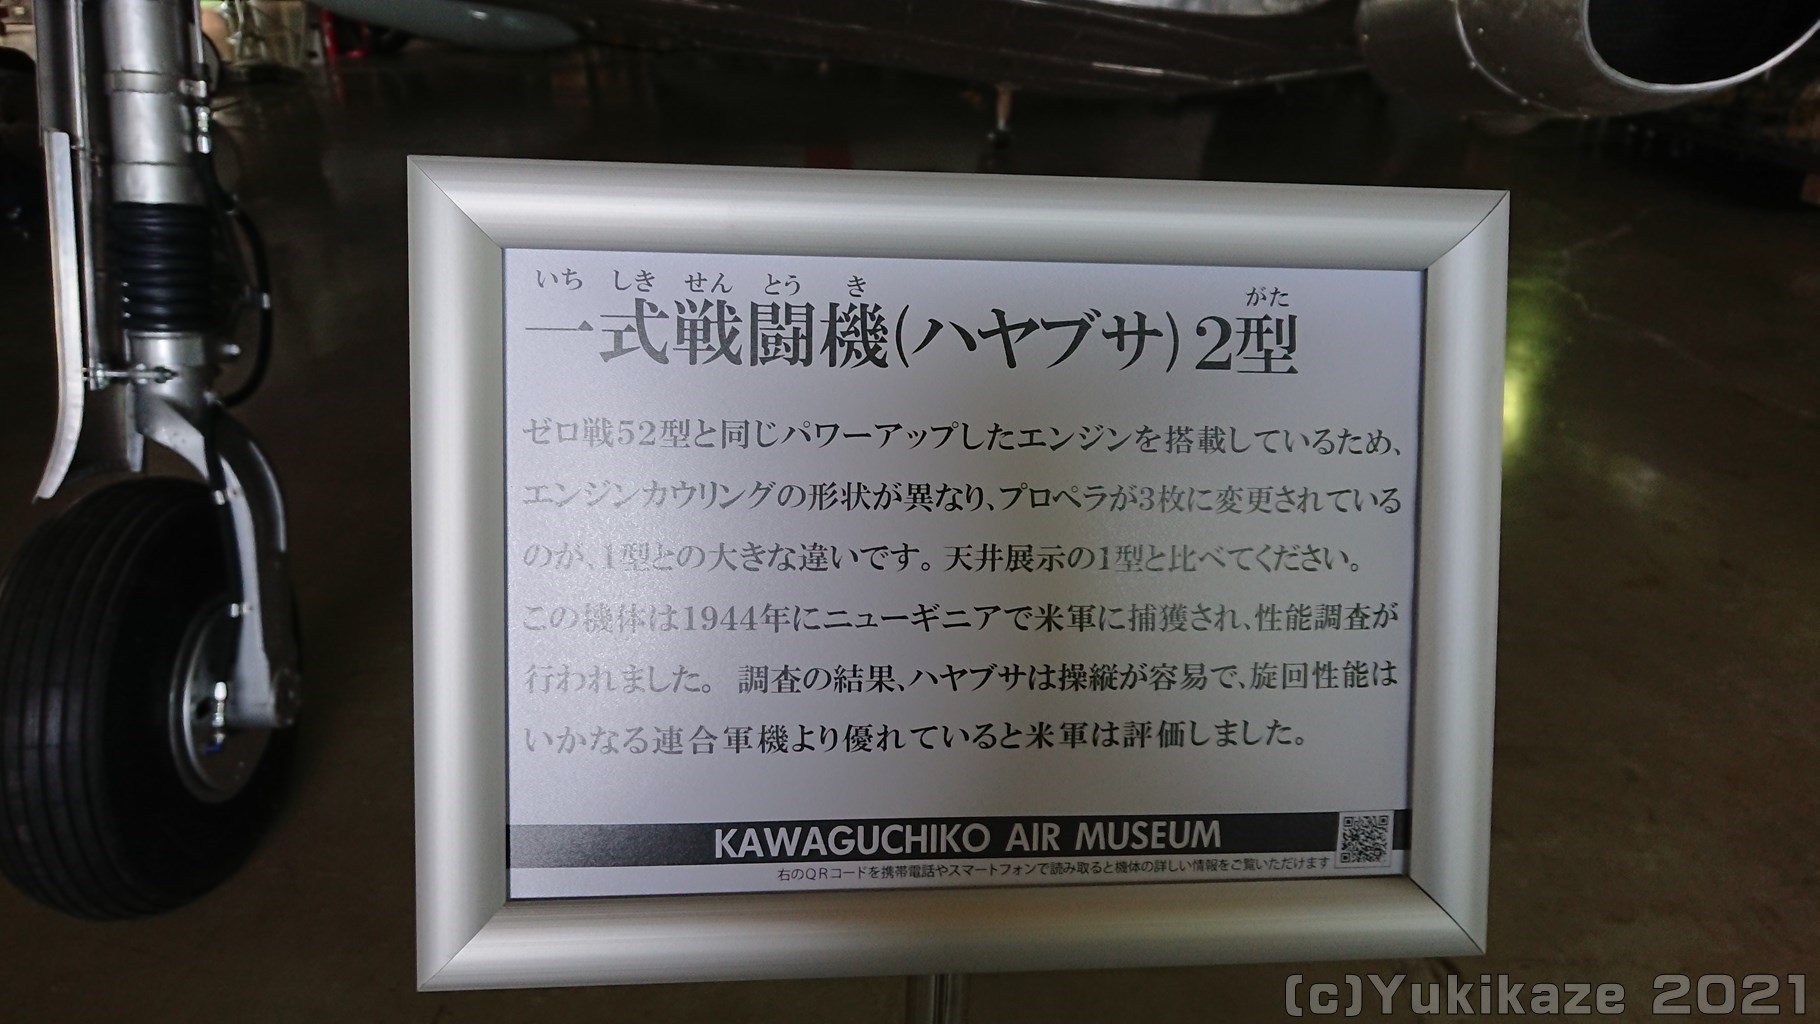 いち しき せん とう き がた
一式戦闘機(ハヤブサ)2型
ゼロ戦52型と同じパワーアップしたエンジンを搭載しているため、
エンジンカウリングの形状が異なり、プロペラが3枚に変更されている
のが、1型との大きな違いです。天井展示の1型と比べてください。
この機体は1944年にニューギニアで米軍に捕獲され、性能調査が
行われました。 調査の結果、ハヤブサは操縦が容易で、旋回性能は
いかなる連合軍機より優れていると米軍は評価しました。
KAWAGUCHIKO AIR MUSEUM
右のQRコードを携帯電話やスマートフォンで読み取ると機体の詳しい情報をご覧いただけます
(c)Yukikaze 2021